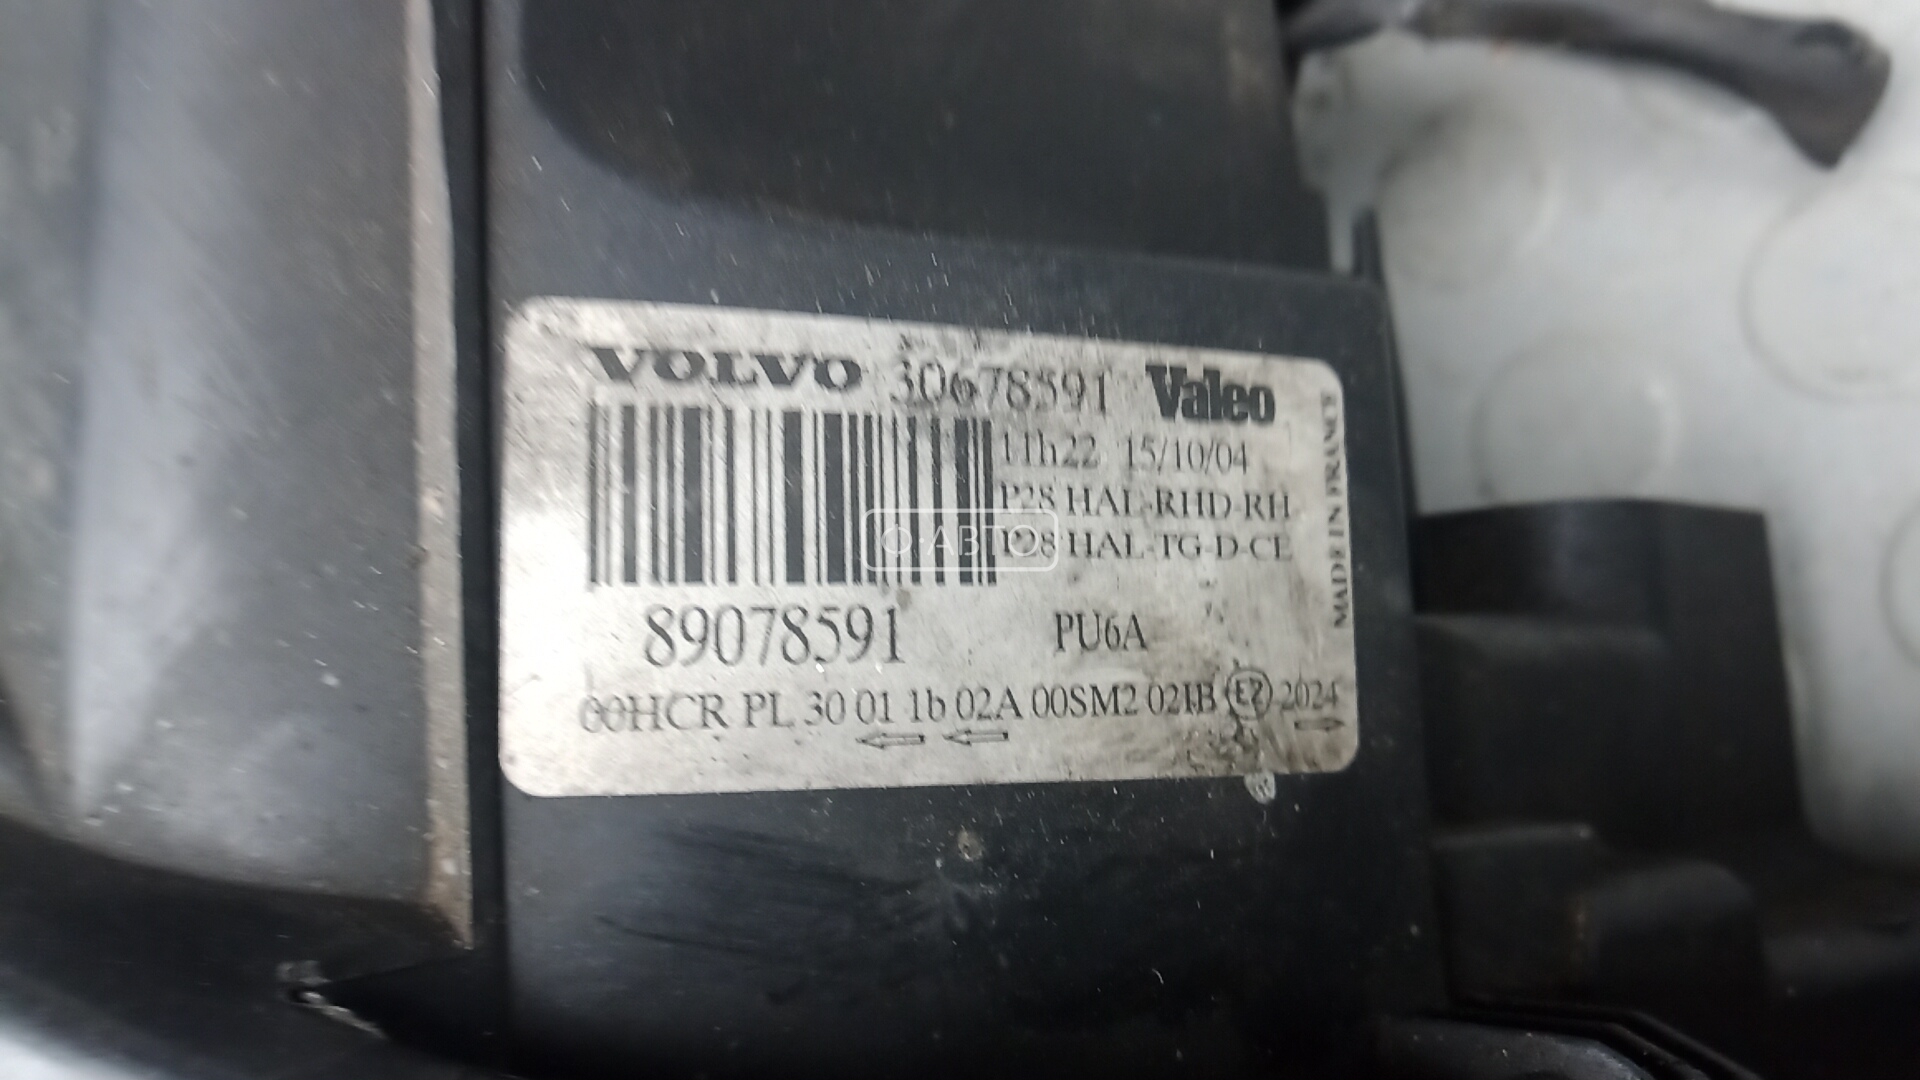 VOLVO 30678591 Valeo
11h22 15/10/04
P28 HAL-RHD-RH
P28 HAL-TG-D-CE
MADE IN FRANCE
89078591 PU6A
00HCR PL 30 01 1b 02A 00SM2 02IB E2 2024
О·АВТО